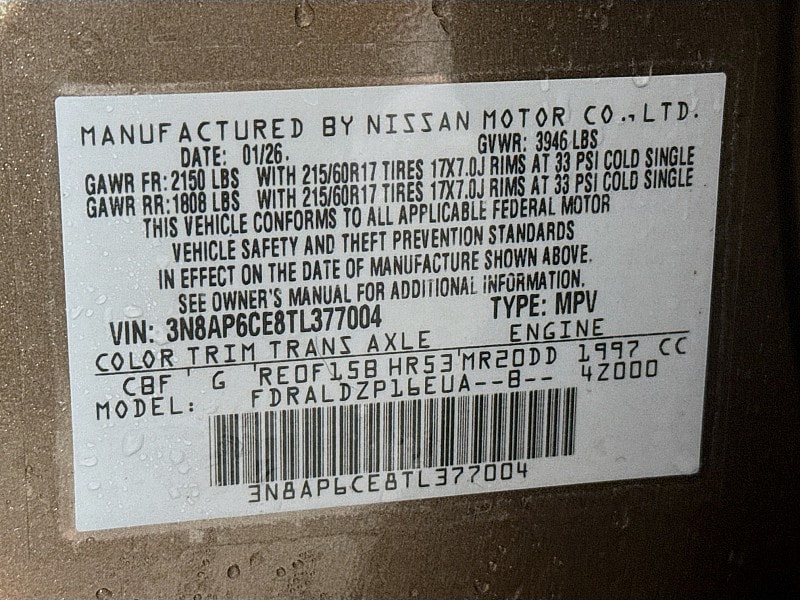 MANUFACTURED BY NISSAN MOTOR CO., LTD.
DATE: 01/26. GVWR: 3946 LBS
GAWR FR: 2150 LBS WITH 215/60R17 TIRES 17X7.0J RIMS AT 33 PSI COLD SINGLE
GAWR RR: 1808 LBS WITH 215/60R17 TIRES 17X7.0J RIMS AT 33 PSI COLD SINGLE
THIS VEHICLE CONFORMS TO ALL APPLICABLE FEDERAL MOTOR
VEHICLE SAFETY AND THEFT PREVENTION STANDARDS
IN EFFECT ON THE DATE OF MANUFACTURE SHOWN ABOVE.
SEE OWNER'S MANUAL FOR ADDITIONAL INFORMATION.
VIN: 3N8AP6CE8TL377004 TYPE: MPV
COLOR TRIM TRANS AXLE ENGINE
CBF G RE0F15B HR53 MR20DD 1997 CC
MODEL: FDRALDZP16EUA--B-- 4Z000
3N8AP6CE8TL377004